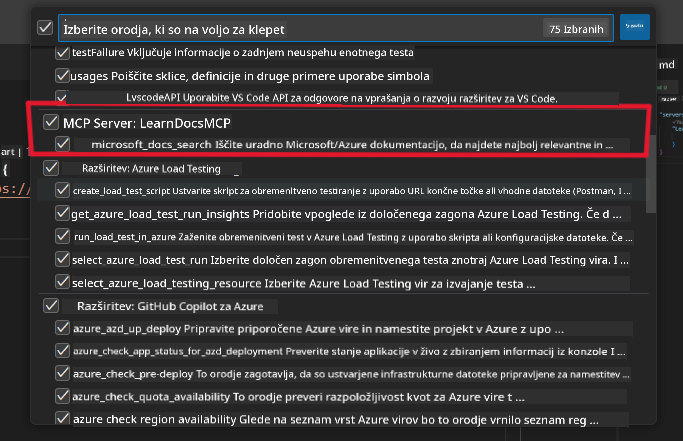 Izberite orodja, ki so na voljo za klepet
75 Izbranih
testFailure Vključuje informacije o zadnjem neuspehu enotnega testa
usages Poiščite sklice, definicije in druge primere uporabe simbola
LvscodeAPI Uporabite VS Code API za odgovore na vprašanja o razvoju razširitev za VS Code.
MCP Server: LearnDocsMCP
microsoft_docs_search Iščite uradno Microsoft/Azure dokumentacijo, da najdete najbolj relevantne in ...
Razširitev: Azure Load Testing
create_load_test_script Ustvarite skript za obremenitveno testiranje z uporabo URL končne točke ali vhodne datoteke (Postman, I ...
get_azure_load_test_run_insights Pridobite vpoglede iz določenega zagona Azure Load Testing. Če d ...
run_load_test_in_azure Zaženite obremenitveni test v Azure Load Testing z uporabo skripta ali konfiguracijske datoteke. Če ...
select_azure_load_test_run Izberite določen zagon obremenitvenega testa znotraj Azure Load Testing vira. I ...
select_azure_load_testing_resource Izberite Azure Load Testing vir za izvajanje testa ...
Razširitev: GitHub Copilot za Azure
azure_azd_up_deploy Pripravite priporočene Azure vire in namestite projekt v Azure z upo ...
azure_check_app_status_for_azd_deployment Preverite stanje aplikacije v živo z zbiranjem informacij iz konzole I ...
azure_check_pre-deploy To orodje zagotavlja, da so ustvarjene infrastrukturne datoteke pripravljene za namestitev ...
azure_check_quota_availability To orodje preveri razpoložljivost kvot za Azure vire t ...
azure check region availability Glede na seznam vrst Azure virov bo to orodje vrnilo seznam reg ...
md
art |
{
s://